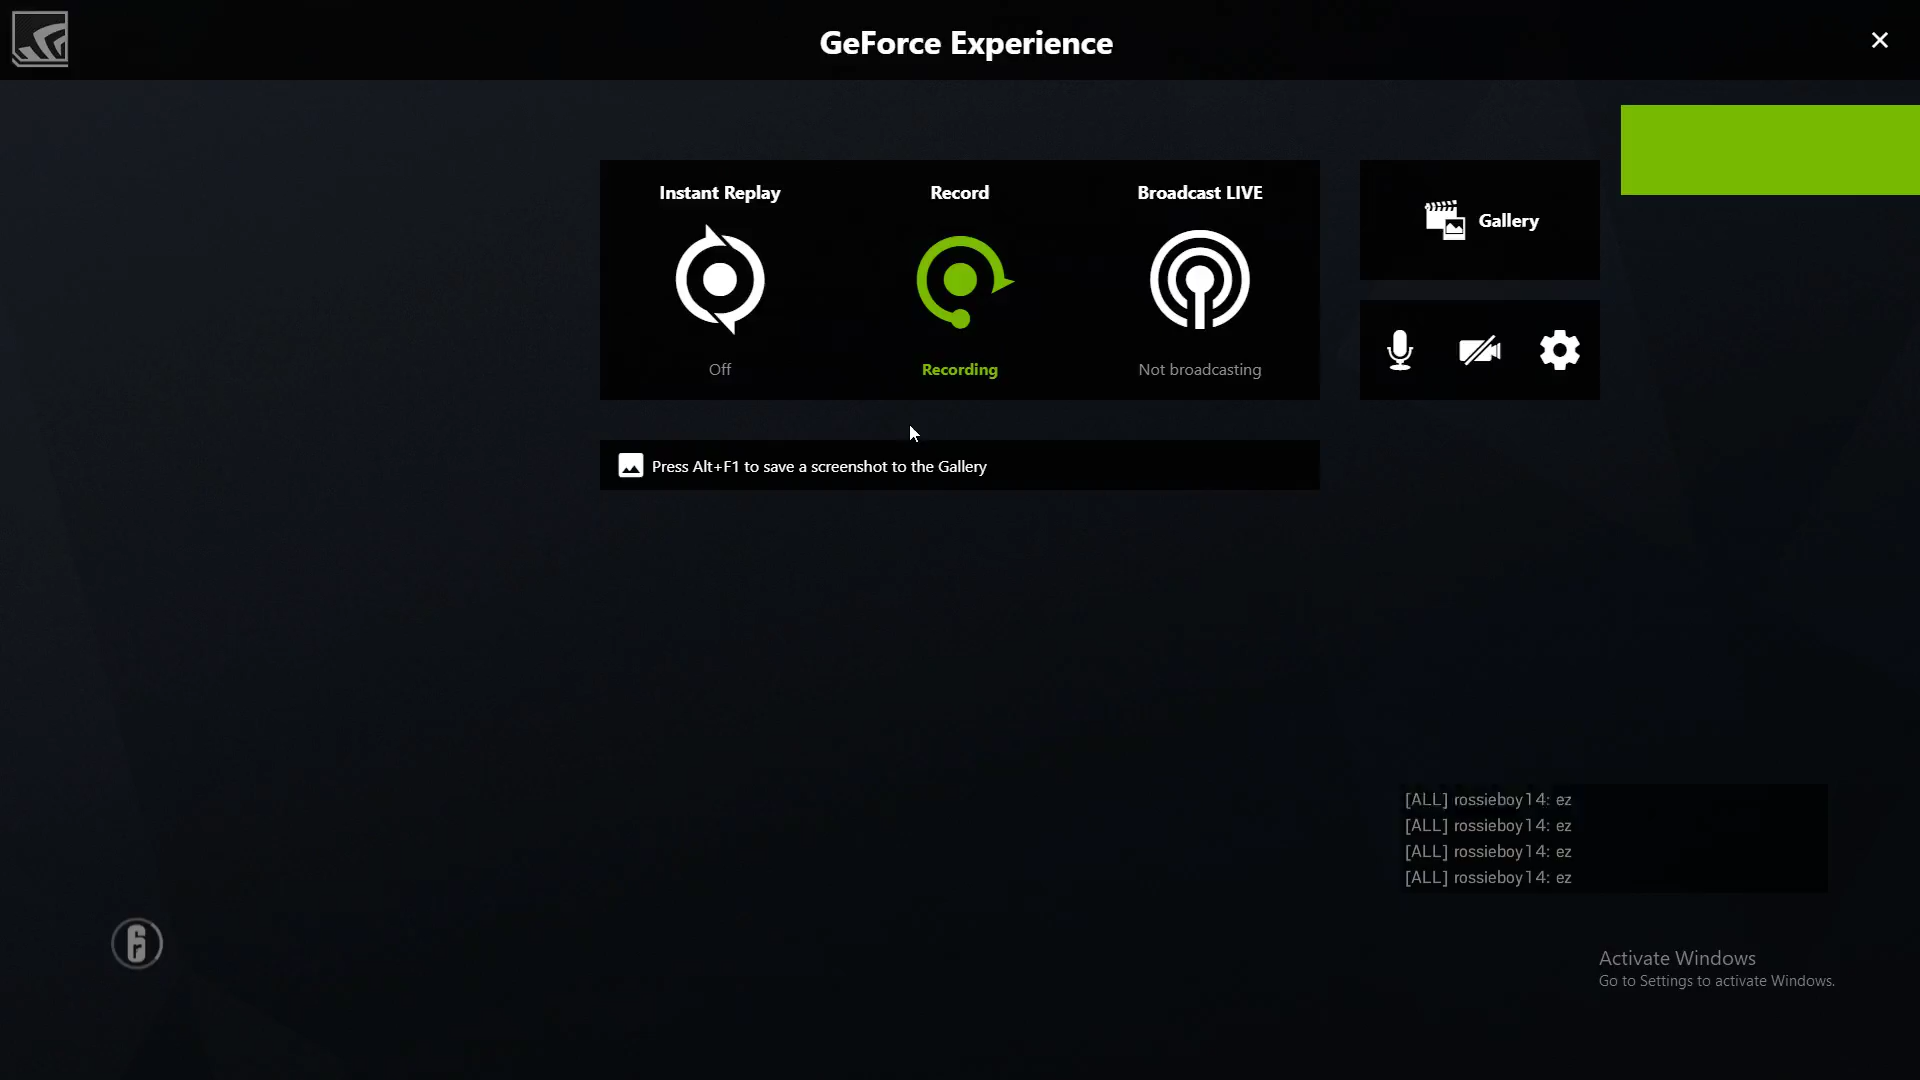 GeForce Experience
Instant Replay
Record
Broadcast LIVE
Gallery
Off
Recording
Not broadcasting
Press Alt+F1 to save a screenshot to the Gallery
[ALL] rossieboy14: ez
[ALL] rossieboy14: ez
[ALL] rossieboy14: ez
[ALL] rossieboy14: ez
6
Activate Windows
Go to Settings to activate Windows.